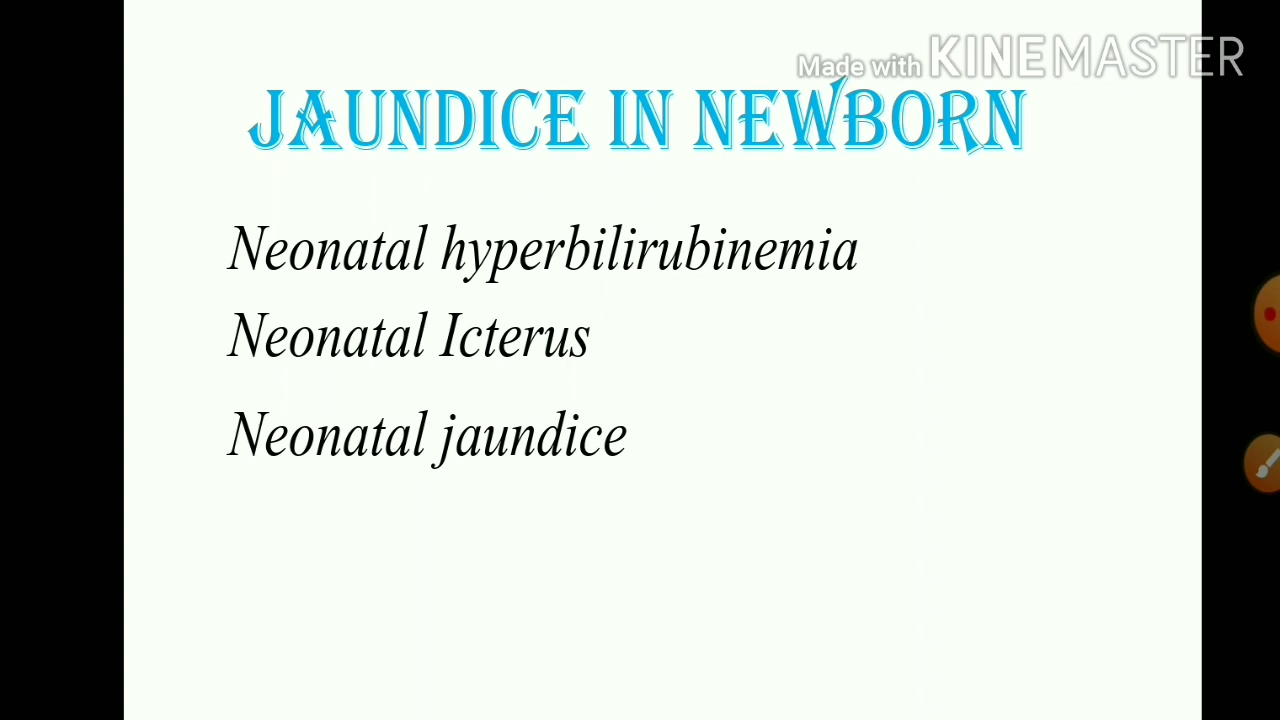 Made with KINEMASTER
JAUNDICE IN NEWBORN
Neonatal hyperbilirubinemia
Neonatal Icterus
Neonatal jaundice